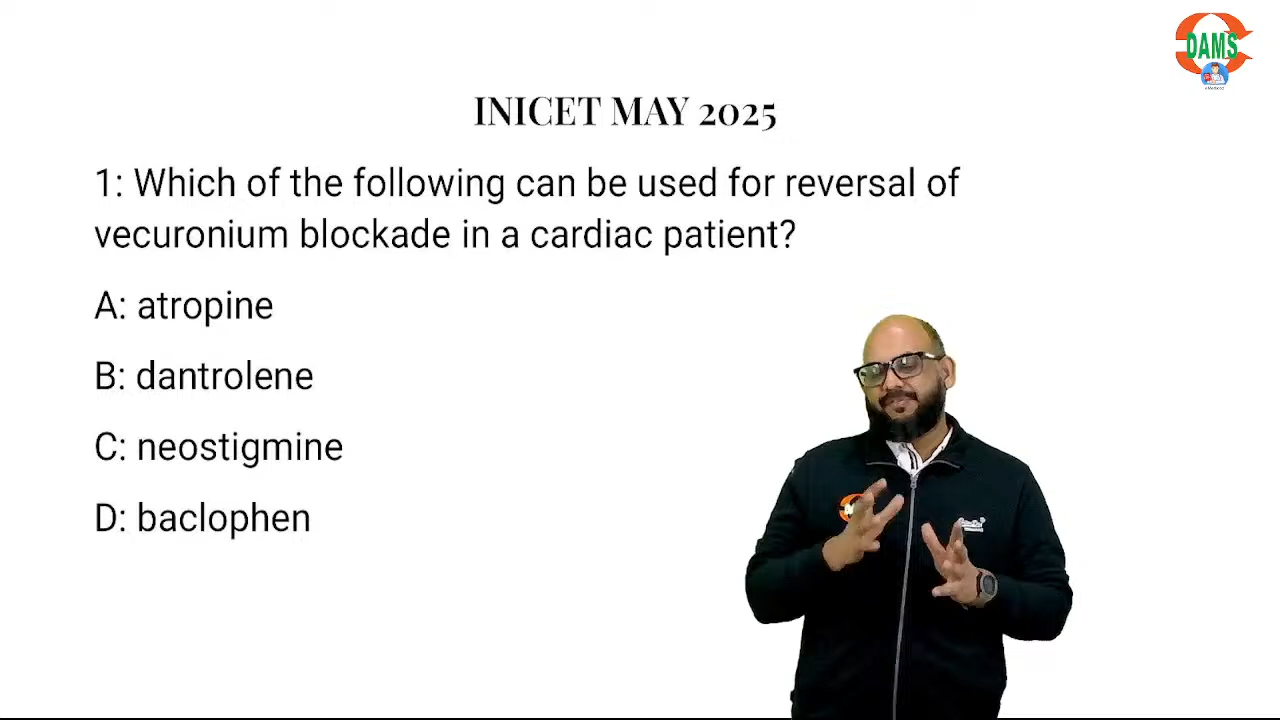 DAMS
INICET MAY 2025
1: Which of the following can be used for reversal of
vecuronium blockade in a cardiac patient?
A: atropine
B: dantrolene
C: neostigmine
D: baclophen